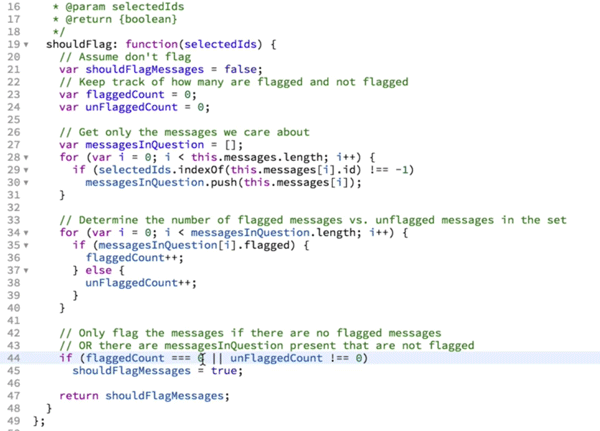 16 * @param selectedIds
17 * @return {boolean}
18 */
19 shouldFlag: function(selectedIds) {
20 // Assume don't flag
21 var shouldFlagMessages = false;
22 // Keep track of how many are flagged and not flagged
23 var flaggedCount = 0;
24 var unFlaggedCount = 0;
25
26 // Get only the messages we care about
27 var messagesInQuestion = [];
28 for (var i = 0; i < this.messages.length; i++) {
29 if (selectedIds.indexOf(this.messages[i].id) !== -1)
30 messagesInQuestion.push(this.messages[i]);
31 }
32
33 // Determine the number of flagged messages vs. unflagged messages in the set
34 for (var i = 0; i < messagesInQuestion.length; i++) {
35 if (messagesInQuestion[i].flagged) {
36 flaggedCount++;
37 } else {
38 unFlaggedCount++;
39 }
40 }
41
42 // Only flag the messages if there are no flagged messages
43 // OR there are messagesInQuestion present that are not flagged
44 if (flaggedCount === 0 || unFlaggedCount !== 0)
45 shouldFlagMessages = true;
46
47 return shouldFlagMessages;
48 }
49 };